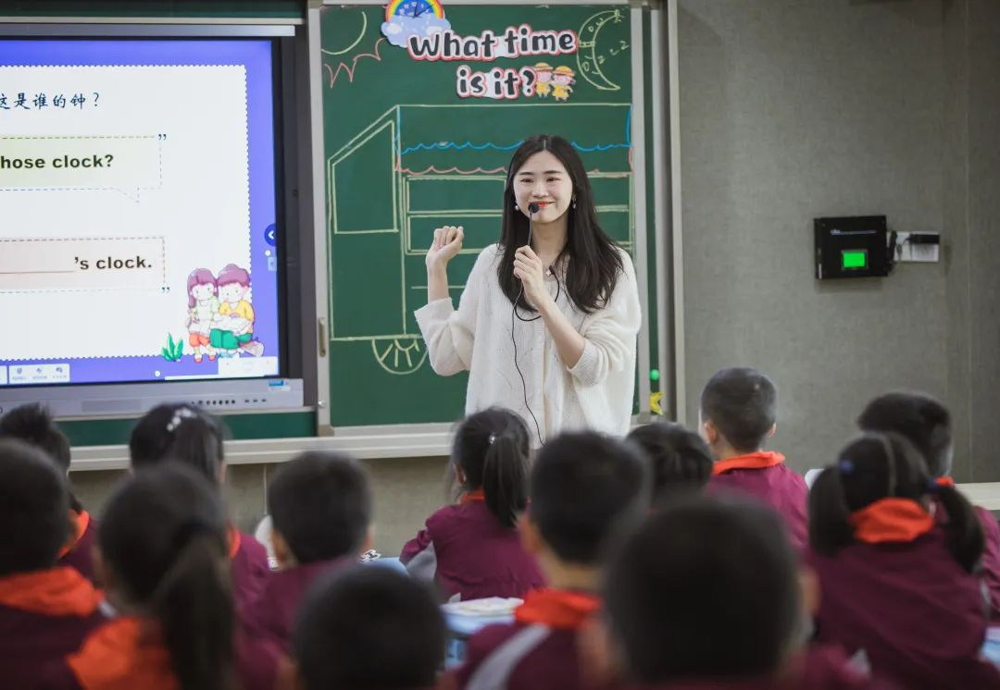 What time
is it?
这是谁的钟？
hose clock?
's clock.